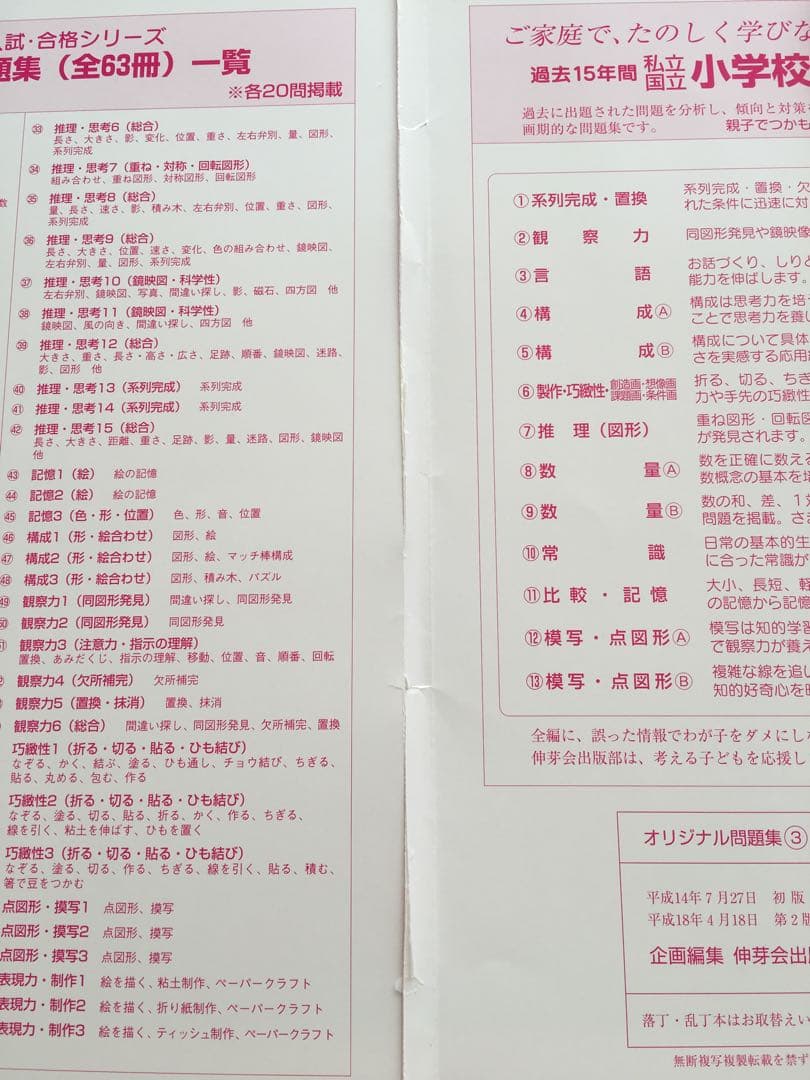 入試・合格シリーズ
題集（全63冊）一覧
※各20問掲載
数
㉝ 推理・思考6（総合）
長さ、大きさ、影、変化、位置、重さ、左右弁別、量、図形、
系列完成
㉞ 推理・思考7（重ね・対称・回転図形）
組み合わせ、重ね図形、対称図形、回転図形
㉟ 推理・思考8（総合）
量、長さ、速さ、影、積み木、左右弁別、位置、重さ、図形、
系列完成
㊱ 推理・思考9（総合）
長さ、大きさ、位置、速さ、変化、色の組み合わせ、鏡映図、
左右弁別、量、図形、系列完成
㊲ 推理・思考10（鏡映図・科学性）
左右弁別、鏡映図、写真、間違い探し、影、磁石、四方図 他
㊳ 推理・思考11（鏡映図・科学性）
鏡映図、風の向き、間違い探し、四方図 他
㊴ 推理・思考12（総合）
大きさ、重さ、長さ・高さ・広さ、足跡、順番、鏡映図、迷路、
影、図形 他
㊵ 推理・思考13（系列完成） 系列完成
㊶ 推理・思考14（系列完成） 系列完成
㊷ 推理・思考15（総合）
長さ、大きさ、距離、重さ、足跡、影、量、迷路、図形、鏡映図
他
㊸ 記憶1（絵） 絵の記憶
㊹ 記憶2（絵） 絵の記憶
㊺ 記憶3（色・形・位置） 色、形、音、位置
㊻ 構成1（形・絵合わせ） 図形、絵
㊼ 構成2（形・絵合わせ） 図形、絵、マッチ棒構成
㊽ 構成3（形・絵合わせ） 図形、積み木、パズル
㊾ 観察力1（同図形発見） 間違い探し、同図形発見
㊿ 観察力2（同図形発見） 同図形発見
観察力3（注意力・指示の理解）
置換、あみだくじ、指示の理解、移動、位置、音、順番、回転
観察力4（欠所補完） 欠所補完
観察力5（置換・抹消） 置換、抹消
観察力6（総合） 間違い探し、同図形発見、欠所補完、置換
巧緻性1（折る・切る・貼る・ひも結び）
なぞる、かく、結ぶ、塗る、ひも通し、チョウ結び、ちぎる、
貼る、丸める、包む、作る
巧緻性2（折る・切る・貼る・ひも結び）
なぞる、塗る、切る、貼る、折る、かく、作る、ちぎる、
線を引く、粘土を伸ばす、ひもを置く
巧緻性3（折る・切る・貼る・ひも結び）
なぞる、塗る、切る、作る、ちぎる、線を引く、貼る、積む、
箸で豆をつかむ
点図形・模写1 点図形、模写
点図形・模写2 点図形、模写
点図形・模写3 点図形、模写
表現力・制作1 絵を描く、粘土制作、ペーパークラフト
表現力・制作2 絵を描く、折り紙制作、ペーパークラフト
表現力・制作3 絵を描く、ティッシュ制作、ペーパークラフト
ご家庭で、たのしく学びな
過去15年間 私立 国立 小学校
過去に出題された問題を分析し、傾向と対策を
画期的な問題集です。 親子でつかも
①系列完成・置換 系列完成・置換・欠
れた条件に迅速に対
②観察力 同図形発見や鏡映像
③言語 お話づくり、しりと
能力を伸ばします。
④構成Ⓐ 構成は思考力を培っ
ことで思考力を養い
⑤構成Ⓑ 構成について具体
さを実感する応用
⑥製作・巧緻性・創造画・想像画 課題画・条件画 折る、切る、ちぎ
力や手先の巧緻性
⑦推理（図形） 重ね図形・回転図
が発見されます。
⑧数量Ⓐ 数を正確に数える
数概念の基本を培
⑨数量Ⓑ 数の和、差、1対
問題を掲載。さ
⑩常識 日常の基本的生
に合った常識が
⑪比較・記憶 大小、長短、軽
の記憶から記憶
⑫模写・点図形Ⓐ 模写は知的学習
で観察力が養え
⑬模写・点図形Ⓑ 複雑な線を追い
知的好奇心を
全編に、誤った情報でわが子をダメにしな
伸芽会出版部は、考える子どもを応援し
オリジナル問題集③
平成14年7月27日 初版
平成18年4月18日 第2版
企画編集 伸芽会出版
落丁・乱丁本はお取替えい
無断複写複製転載を禁ず